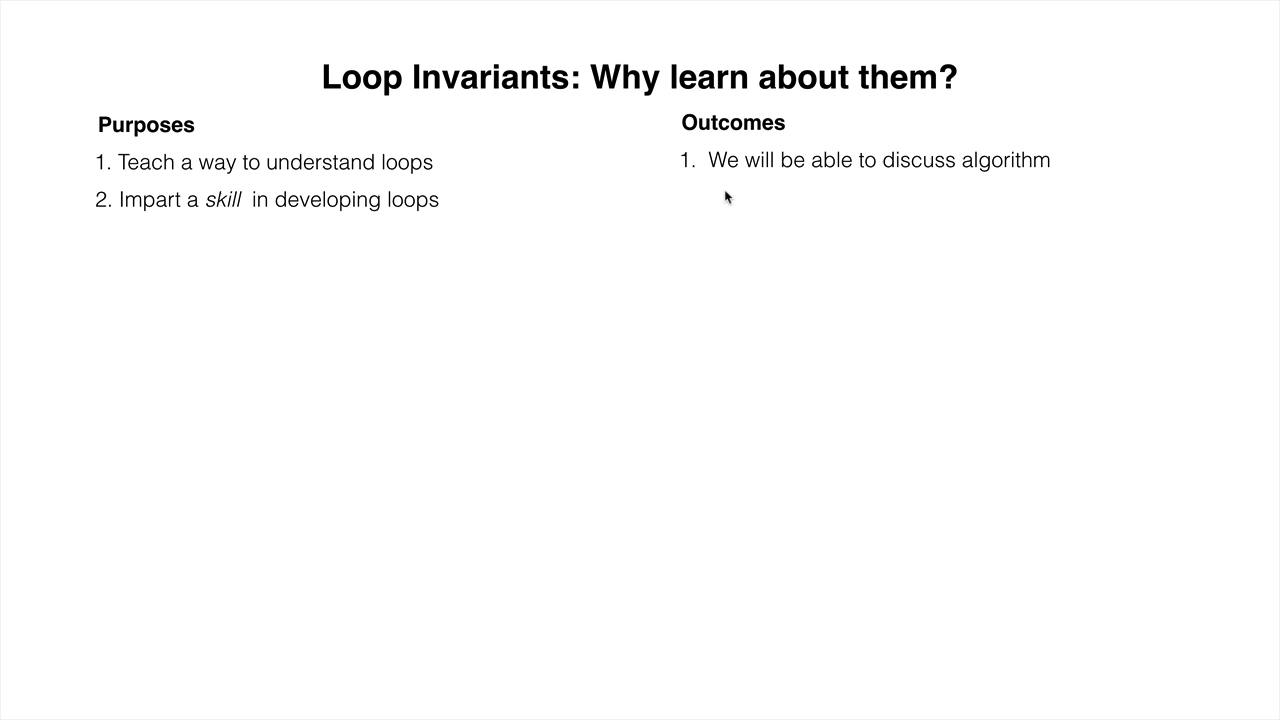 Loop Invariants: Why learn about them?
Purposes
1. Teach a way to understand loops
2. Impart a skill in developing loops
Outcomes
1. We will be able to discuss algorithm